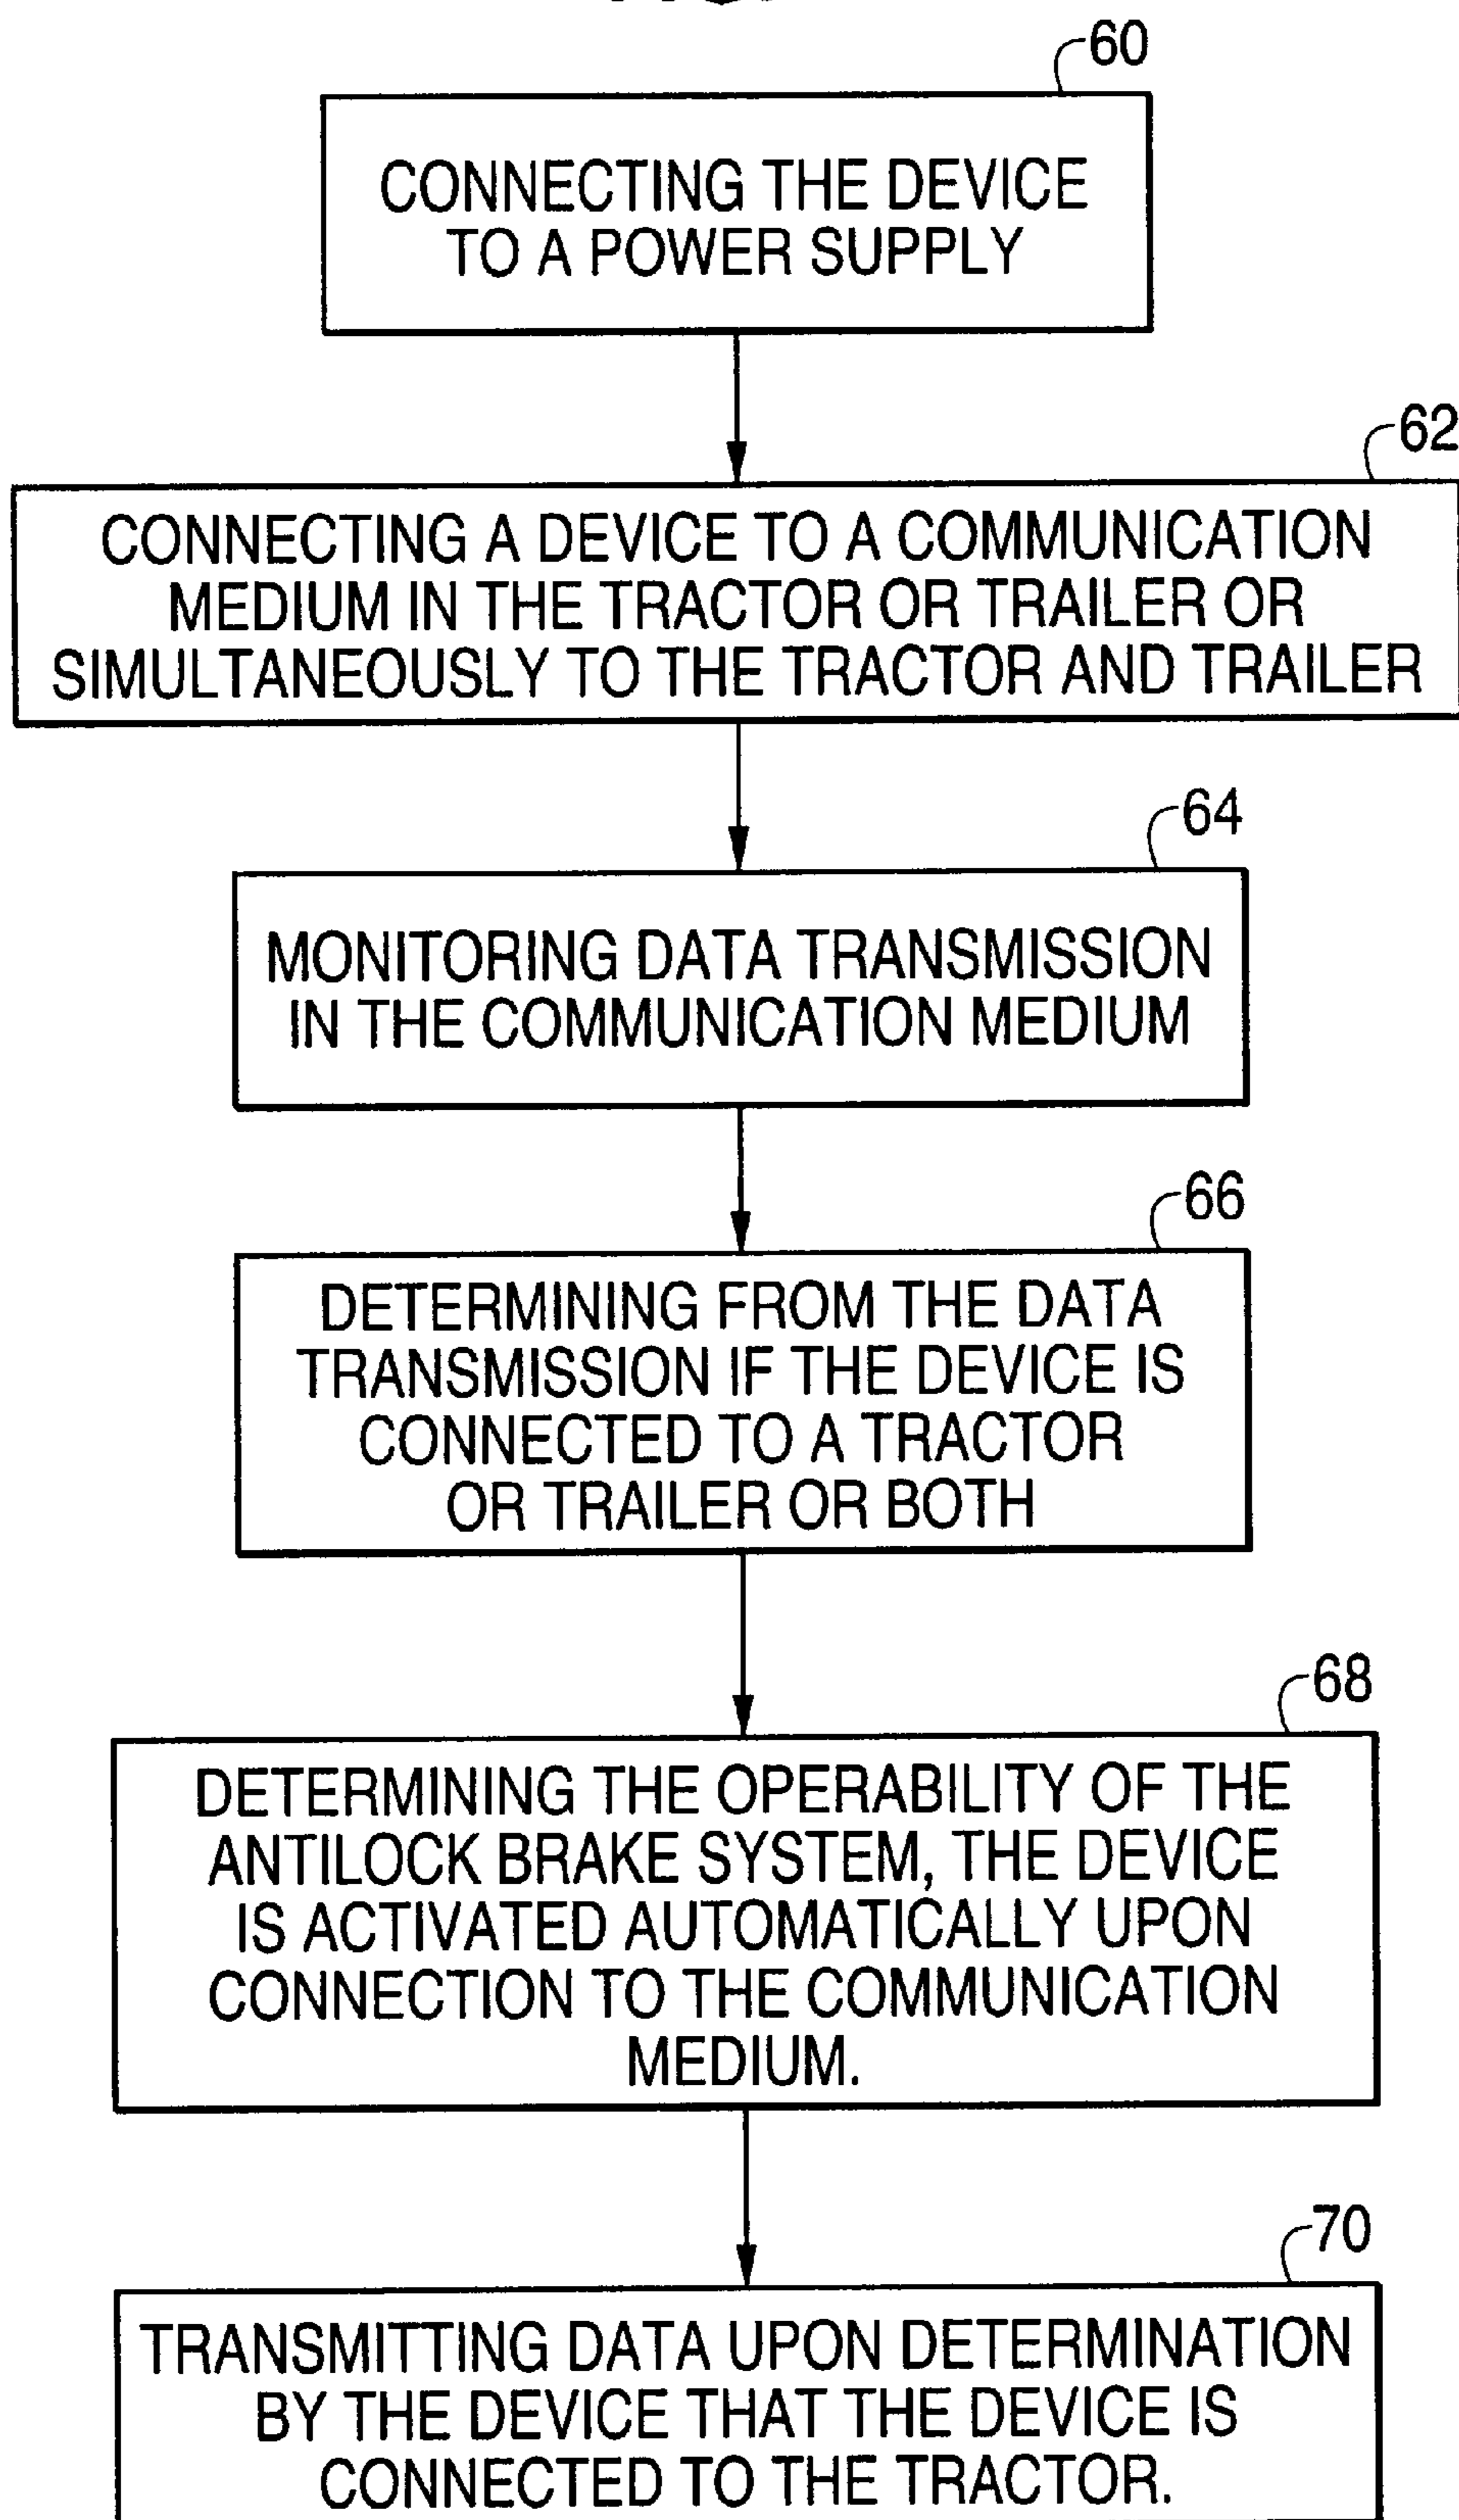 60
CONNECTING THE DEVICE
TO A POWER SUPPLY
62
CONNECTING A DEVICE TO A COMMUNICATION
MEDIUM IN THE TRACTOR OR TRAILER OR
SIMULTANEOUSLY TO THE TRACTOR AND TRAILER
64
MONITORING DATA TRANSMISSION
IN THE COMMUNICATION MEDIUM
66
DETERMINING FROM THE DATA
TRANSMISSION IF THE DEVICE IS
CONNECTED TO A TRACTOR
OR TRAILER OR BOTH
68
DETERMINING THE OPERABILITY OF THE
ANTILOCK BRAKE SYSTEM, THE DEVICE
IS ACTIVATED AUTOMATICALLY UPON
CONNECTION TO THE COMMUNICATION
MEDIUM.
70
TRANSMITTING DATA UPON DETERMINATION
BY THE DEVICE THAT THE DEVICE IS
CONNECTED TO THE TRACTOR.